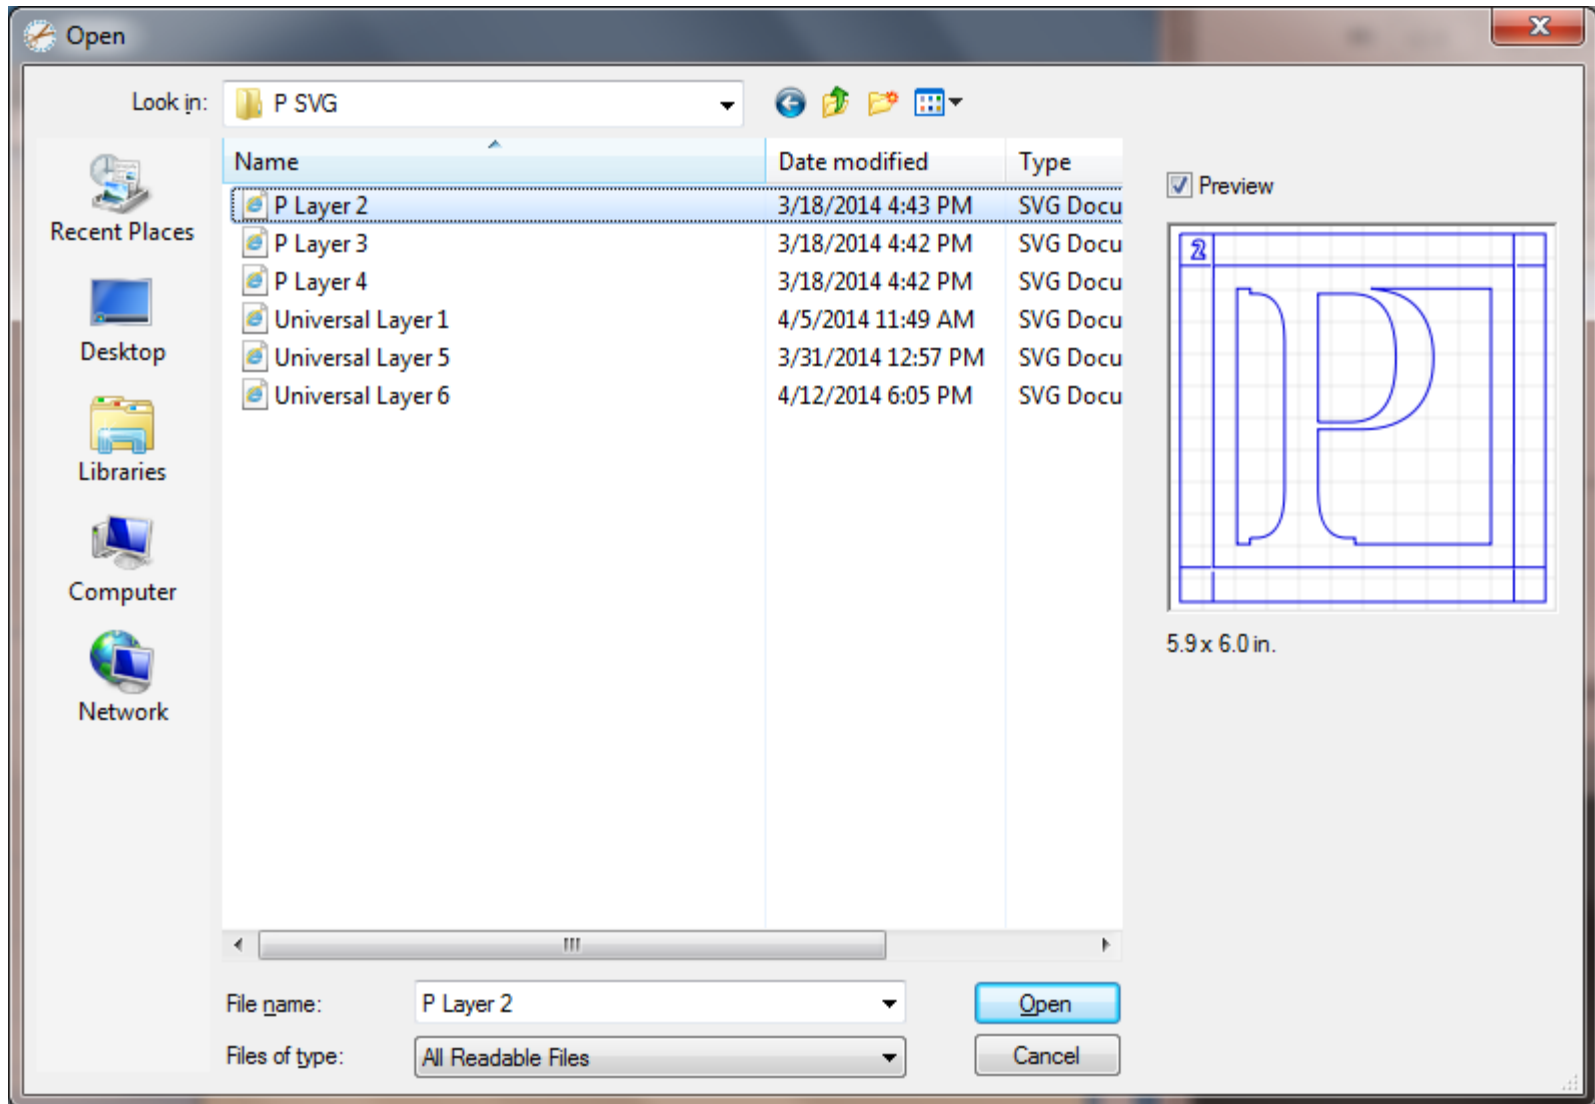 Open
X
Look in: P SVG
Name Date modified Type
P Layer 2 3/18/2014 4:43 PM SVG Docu
P Layer 3 3/18/2014 4:42 PM SVG Docu
P Layer 4 3/18/2014 4:42 PM SVG Docu
Universal Layer 1 4/5/2014 11:49 AM SVG Docu
Universal Layer 5 3/31/2014 12:57 PM SVG Docu
Universal Layer 6 4/12/2014 6:05 PM SVG Docu
Recent Places
Desktop
Libraries
Computer
Network
Preview
2
P
5.9 x 6.0 in.
File name: P Layer 2 Open
Files of type: All Readable Files Cancel